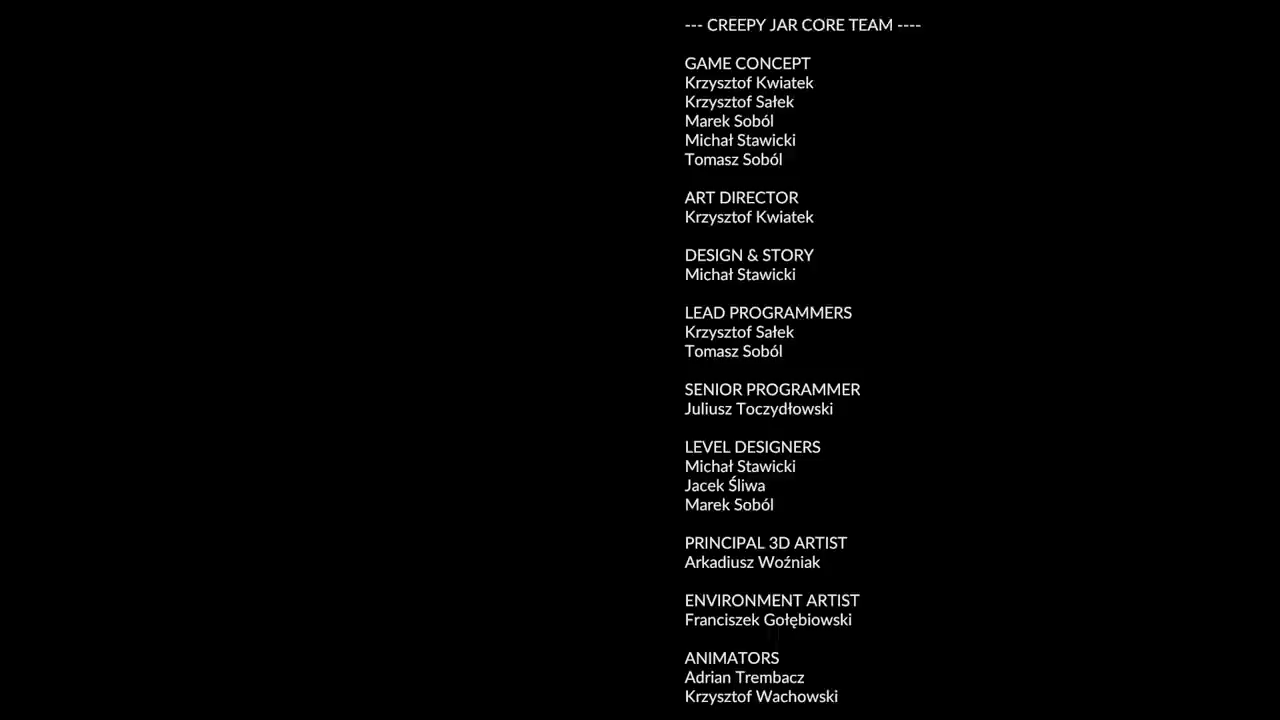 --- CREEPY JAR CORE TEAM ----
GAME CONCEPT
Krzysztof Kwiatek
Krzysztof Sałek
Marek Soból
Michał Stawicki
Tomasz Soból
ART DIRECTOR
Krzysztof Kwiatek
DESIGN & STORY
Michał Stawicki
LEAD PROGRAMMERS
Krzysztof Sałek
Tomasz Soból
SENIOR PROGRAMMER
Juliusz Toczydłowski
LEVEL DESIGNERS
Michał Stawicki
Jacek Śliwa
Marek Soból
PRINCIPAL 3D ARTIST
Arkadiusz Woźniak
ENVIRONMENT ARTIST
Franciszek Gołębiowski
ANIMATORS
Adrian Trembacz
Krzysztof Wachowski